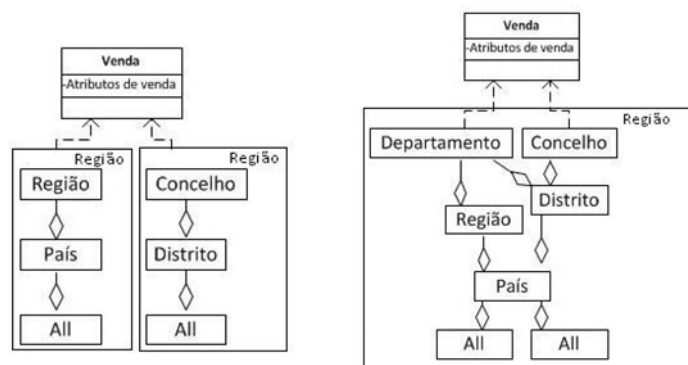 Venda
-Atributos de venda
Região
Região
País
All
Região
Concelho
Distrito
All
Venda
-Atributos de venda
Região
Departamento
Concelho
Distrito
Região
País
All
All